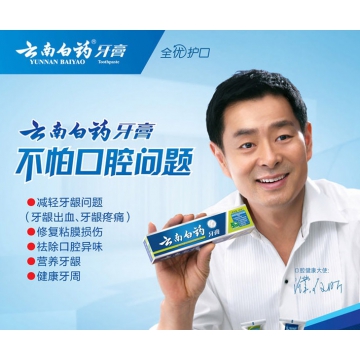 云南白药®牙膏
YUNNAN BAIYAO Toothpaste
全优护口
云南白药牙膏
不怕口腔问题
●减轻牙龈问题
（牙龈出血、牙龈疼痛）
●修复粘膜损伤
●祛除口腔异味
●营养牙龈
●健康牙周
云南白药牙膏
口腔健康大使：